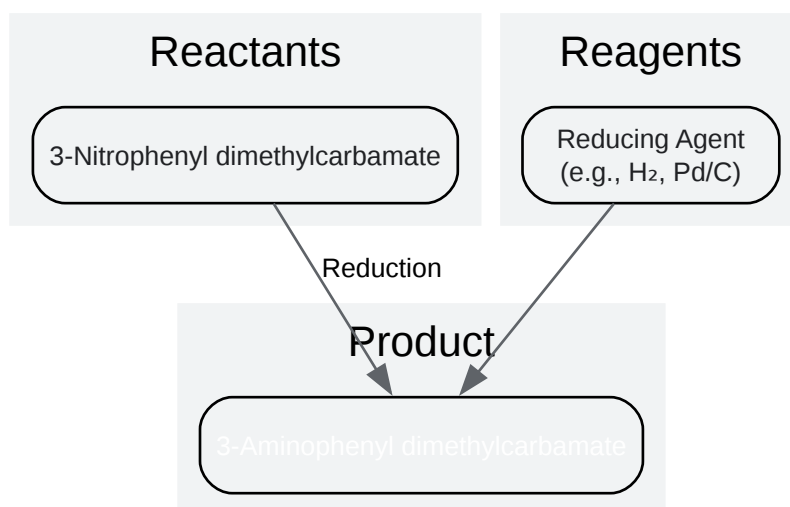 Reactants
Reagents
3-Nitrophenyl dimethylcarbamate
Reducing Agent
(e.g., H₂, Pd/C)
Reduction
Product
3-Aminophenyl dimethylcarbamate